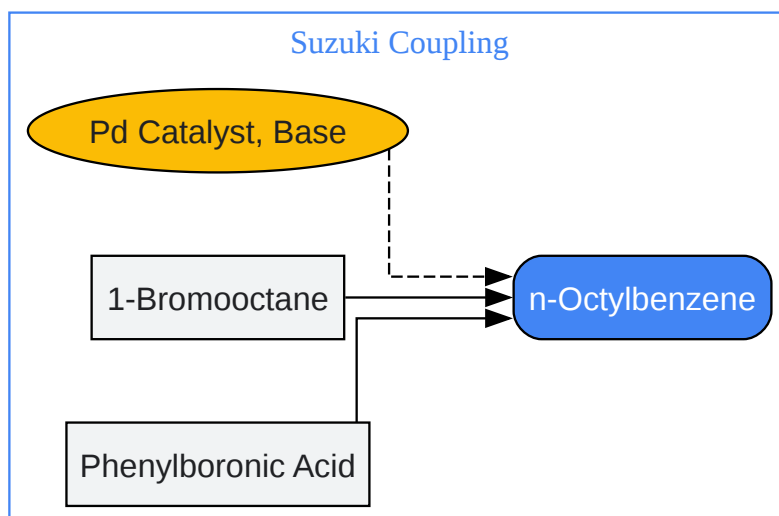 Suzuki Coupling
Pd Catalyst, Base
1-Bromooctane
n-Octylbenzene
Phenylboronic Acid